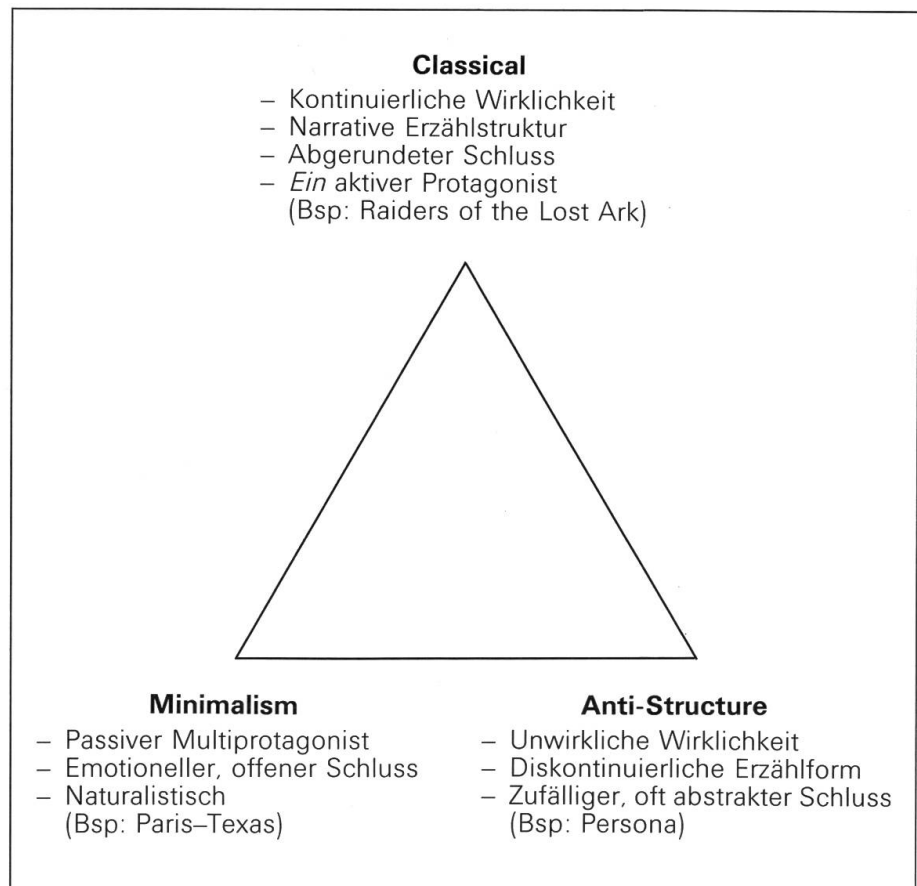 Classical
– Kontinuierliche Wirklichkeit
– Narrative Erzählstruktur
– Abgerundeter Schluss
– Ein aktiver Protagonist
(Bsp: Raiders of the Lost Ark)
Minimalism
– Passiver Multiprotagonist
– Emotioneller, offener Schluss
– Naturalistisch
(Bsp: Paris–Texas)
Anti-Structure
– Unwirkliche Wirklichkeit
– Diskontinuierliche Erzählform
– Zufälliger, oft abstrakter Schluss
(Bsp: Persona)